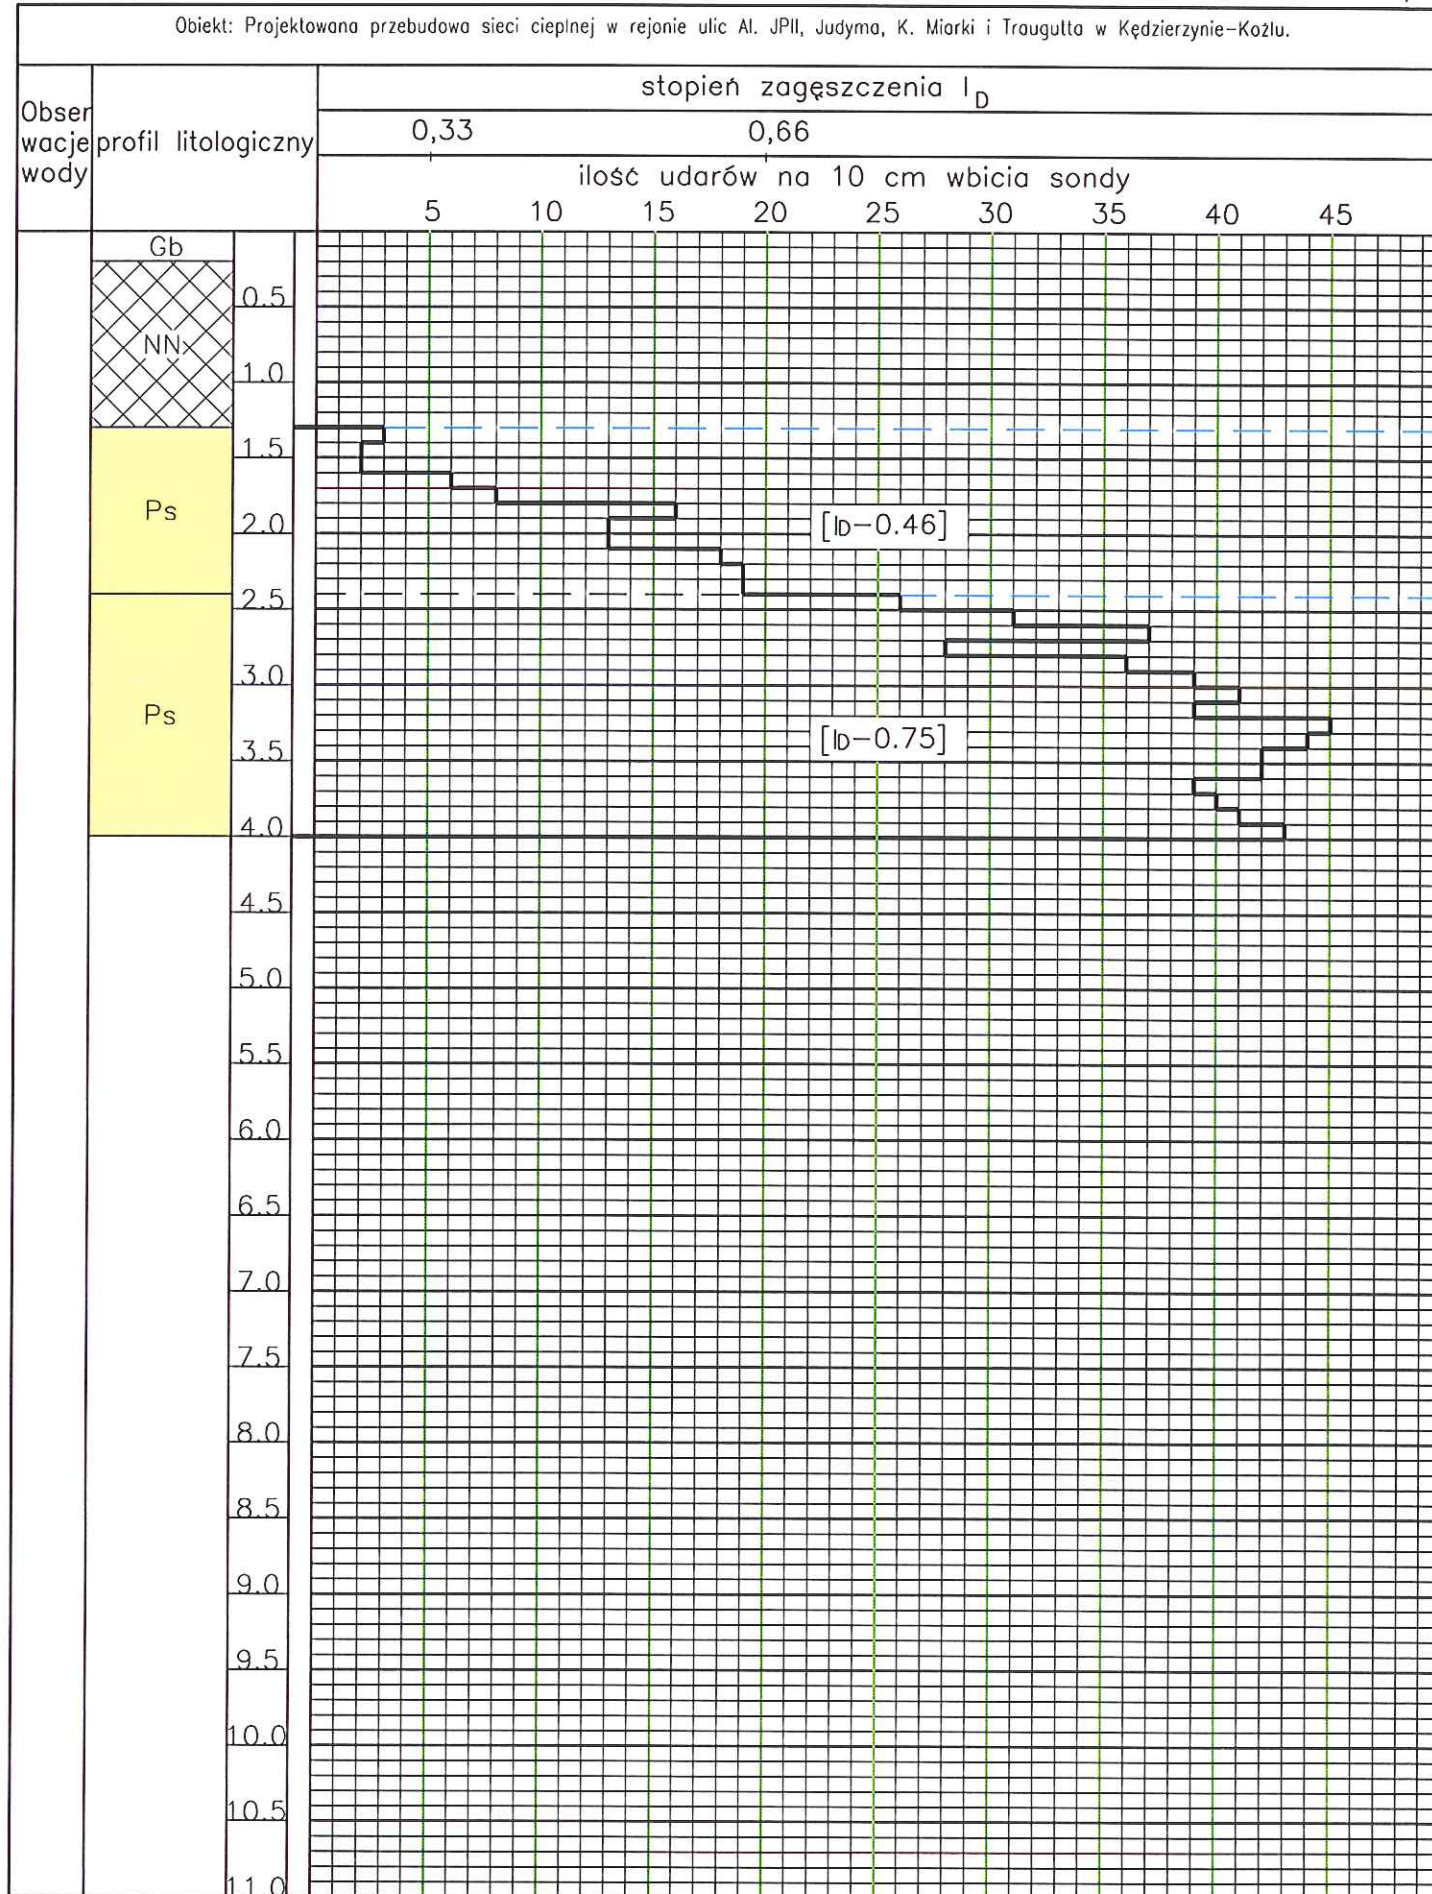 Obiekt: Projektowana przebudowa sieci cieplnej w rejonie ulic Al. JPII, Judyma, K. Miarki i Traugutta w Kędzierzynie-Koźlu.
Obser
wacje
wody
profil litologiczny
stopień zagęszczenia I_D
0,33 0,66
ilość udarów na 10 cm wbicia sondy
5 10 15 20 25 30 35 40 45
Gb
0.5
NN
1.0
1.5
Ps
2.0
[ID-0.46]
2.5
3.0
Ps
[ID-0.75]
3.5
4.0
4.5
5.0
5.5
6.0
6.5
7.0
7.5
8.0
8.5
9.0
9.5
10.0
10.5
11.0